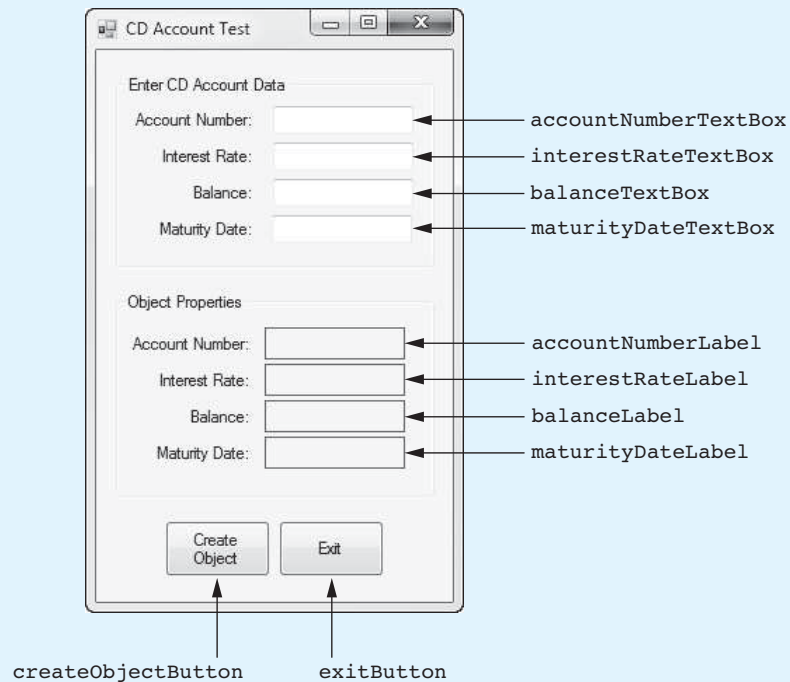 CD Account Test
Enter CD Account Data
Account Number: accountNumberTextBox
Interest Rate: interestRateTextBox
Balance: balanceTextBox
Maturity Date: maturityDateTextBox
Object Properties
Account Number: accountNumberLabel
Interest Rate: interestRateLabel
Balance: balanceLabel
Maturity Date: maturityDateLabel
Create
Object
Exit
createObjectButton exitButton